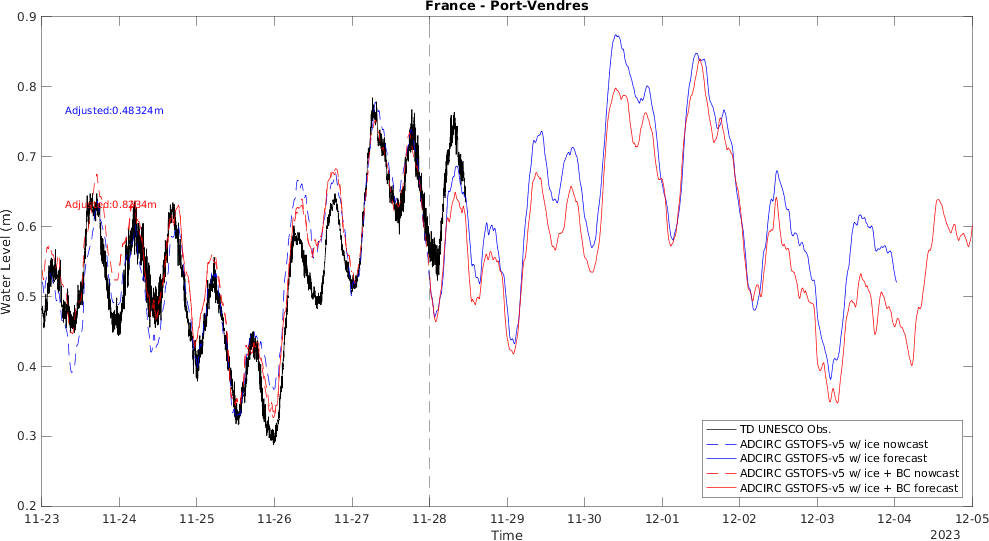 France - Port-Vendres
0.9
0.8
0.7
0.6
0.5
0.4
0.3
0.2
Water Level (m)
Adjusted:0.48324m
Adjusted:0.8234m
TD UNESCO Obs.
ADCIRC GSTOFS-v5 w/ ice nowcast
ADCIRC GSTOFS-v5 w/ ice forecast
ADCIRC GSTOFS-v5 w/ ice + BC nowcast
ADCIRC GSTOFS-v5 w/ ice + BC forecast
11-23 11-24 11-25 11-26 11-27 11-28 11-29 11-30 12-01 12-02 12-03 12-04 12-05
Time
2023